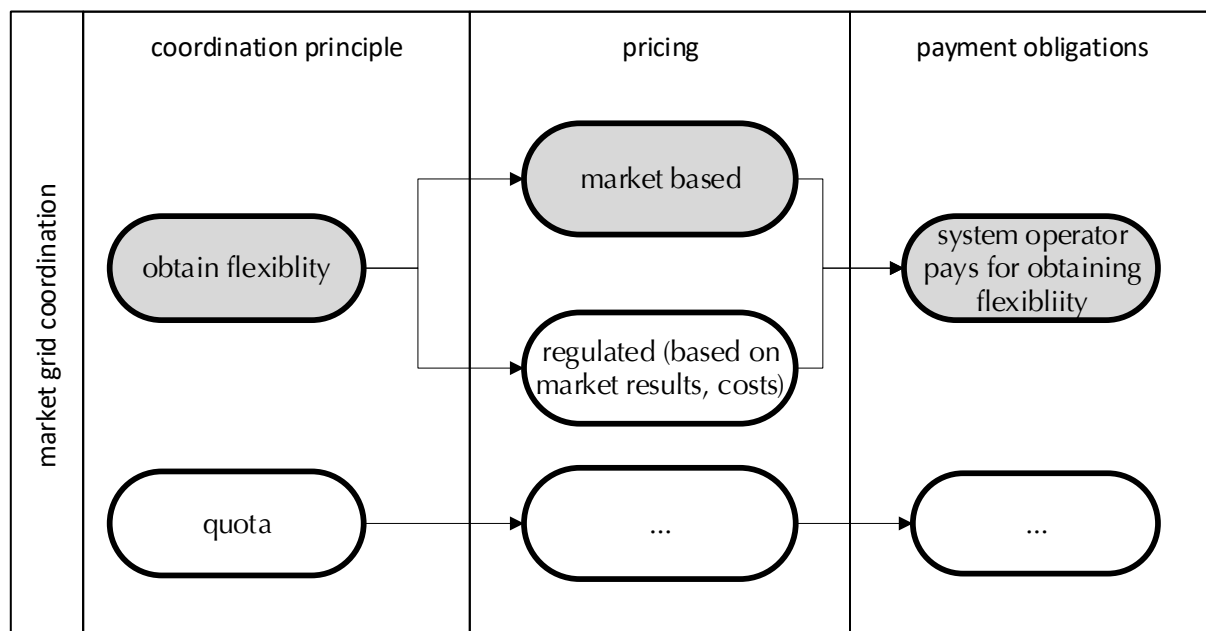 coordination principle
pricing
payment obligations
market grid coordination
obtain flexiblity
market based
regulated (based on
market results, costs)
system operator
pays for obtaining
flexibliity
quota
...
...